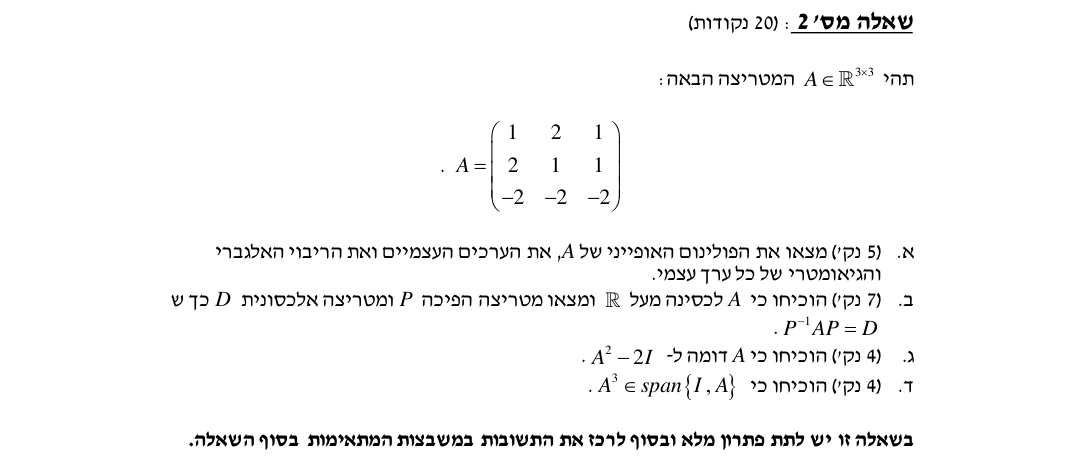 שאלה מס׳ 2 : (20 נקודות)
תהי A ∈ ℝ^{3×3} המטריצה הבאה:
. A = \begin{pmatrix} 1 & 2 & 1 \\ 2 & 1 & 1 \\ -2 & -2 & -2 \end{pmatrix}
א. (5 נק׳) מצאו את הפולינום האופייני של A, את הערכים העצמיים ואת הריבוי האלגברי
והגיאומטרי של כל ערך עצמי.
ב. (7 נק׳) הוכיחו כי A לכסינה מעל ℝ ומצאו מטריצה הפיכה P ומטריצה אלכסונית D כך ש
. P^{-1}AP = D
ג. (4 נק׳) הוכיחו כי A דומה ל- A^2 − 2I .
ד. (4 נק׳) הוכיחו כי A^3 ∈ span{I, A} .
בשאלה זו יש לתת פתרון מלא ובסוף לרכז את התשובות במשבצות המתאימות בסוף השאלה.